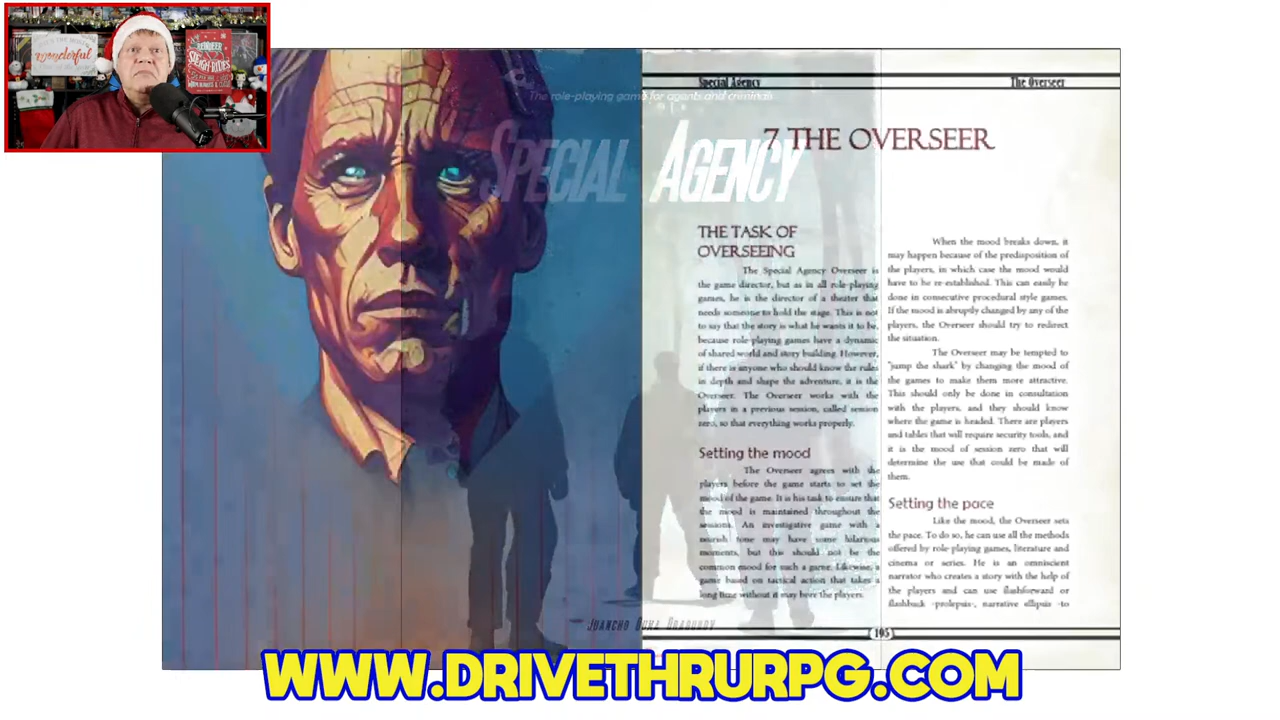 Wonderful
REINDEER
SLEIGH RIDES
Special Agency
The Overseer
The role-playing game for agents and criminals
SPECIAL AGENCY
7 THE OVERSEER
THE TASK OF
OVERSEEING
The Special Agency Overseer is
the game director, but as in all role-playing
games, he is the director of a theater that
needs someone to hold the stage. This is not
to say that the story is what he wants it to be,
because role-playing games have a dynamic
of shared world and story building. However,
if there is anyone who should know the rules
in depth and shape the adventure, it is the
Overseer. The Overseer works with the
players in a previous session, called session
zero, so that everything works properly.
Setting the mood
The Overseer agrees with the
players before the game starts to set the
mood of the game. It is his task to ensure that
the mood is maintained throughout the
sessions. An investigative game with a
noirish tone may have some hilarious
moments, but this should not be the
common mood for such a game. Likewise, a
game based on tactical action that takes a
long time without it may bore the players.
When the mood breaks down, it
may happen because of the predisposition of
the players, in which case the mood would
have to be re-established. This can easily be
done in consecutive procedural style games.
If the mood is abruptly changed by any of the
players, the Overseer should try to redirect
the situation.
The Overseer may be tempted to
"jump the shark" by changing the mood of
the games to make them more attractive.
This should only be done in consultation
with the players, and they should know
where the game is headed. There are players
and tables that will require security tools, and
it is the mood of session zero that will
determine the use that could be made of
them.
Setting the pace
Like the mood, the Overseer sets
the pace. To do so, he can use all the methods
offered by role-playing games, literature and
cinema or series. He is an omniscient
narrator who creates a story with the help of
the players and can use flashforward or
flashback -prolepsis-, narrative ellipsis -to
105
WWW.DRIVETHRURPG.COM